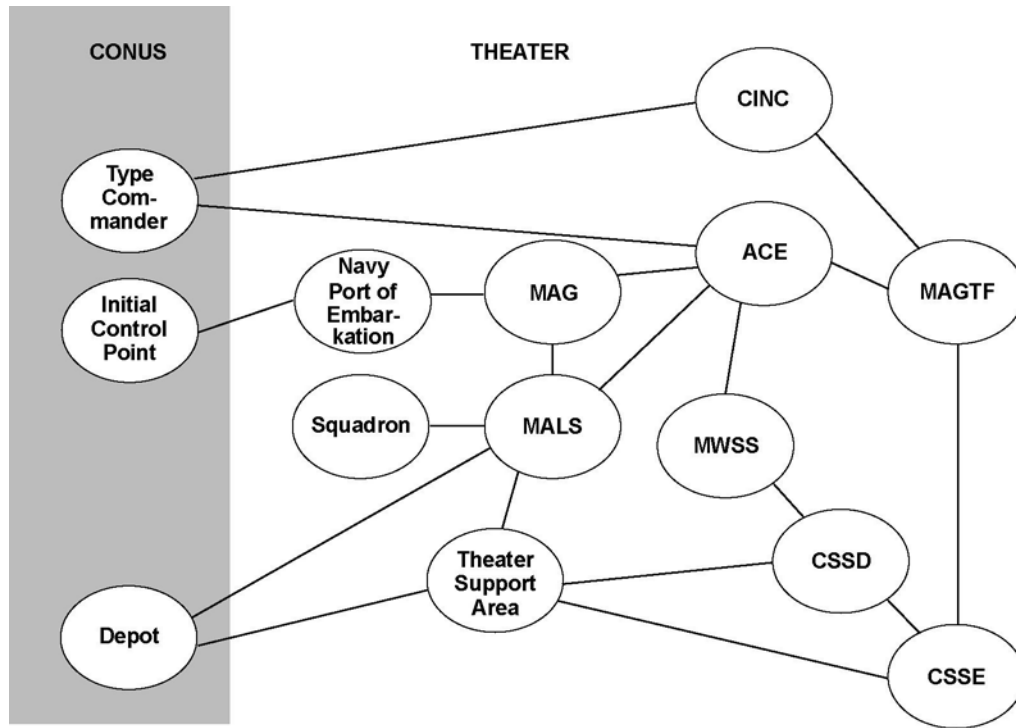 CONUS
THEATER
CINC
Type
Com-
mander
ACE
Navy
Port of
Embar-
kation
MAG
MAGTF
Initial
Control
Point
Squadron
MALS
MWSS
Theater
Support
Area
CSSD
Depot
CSSE